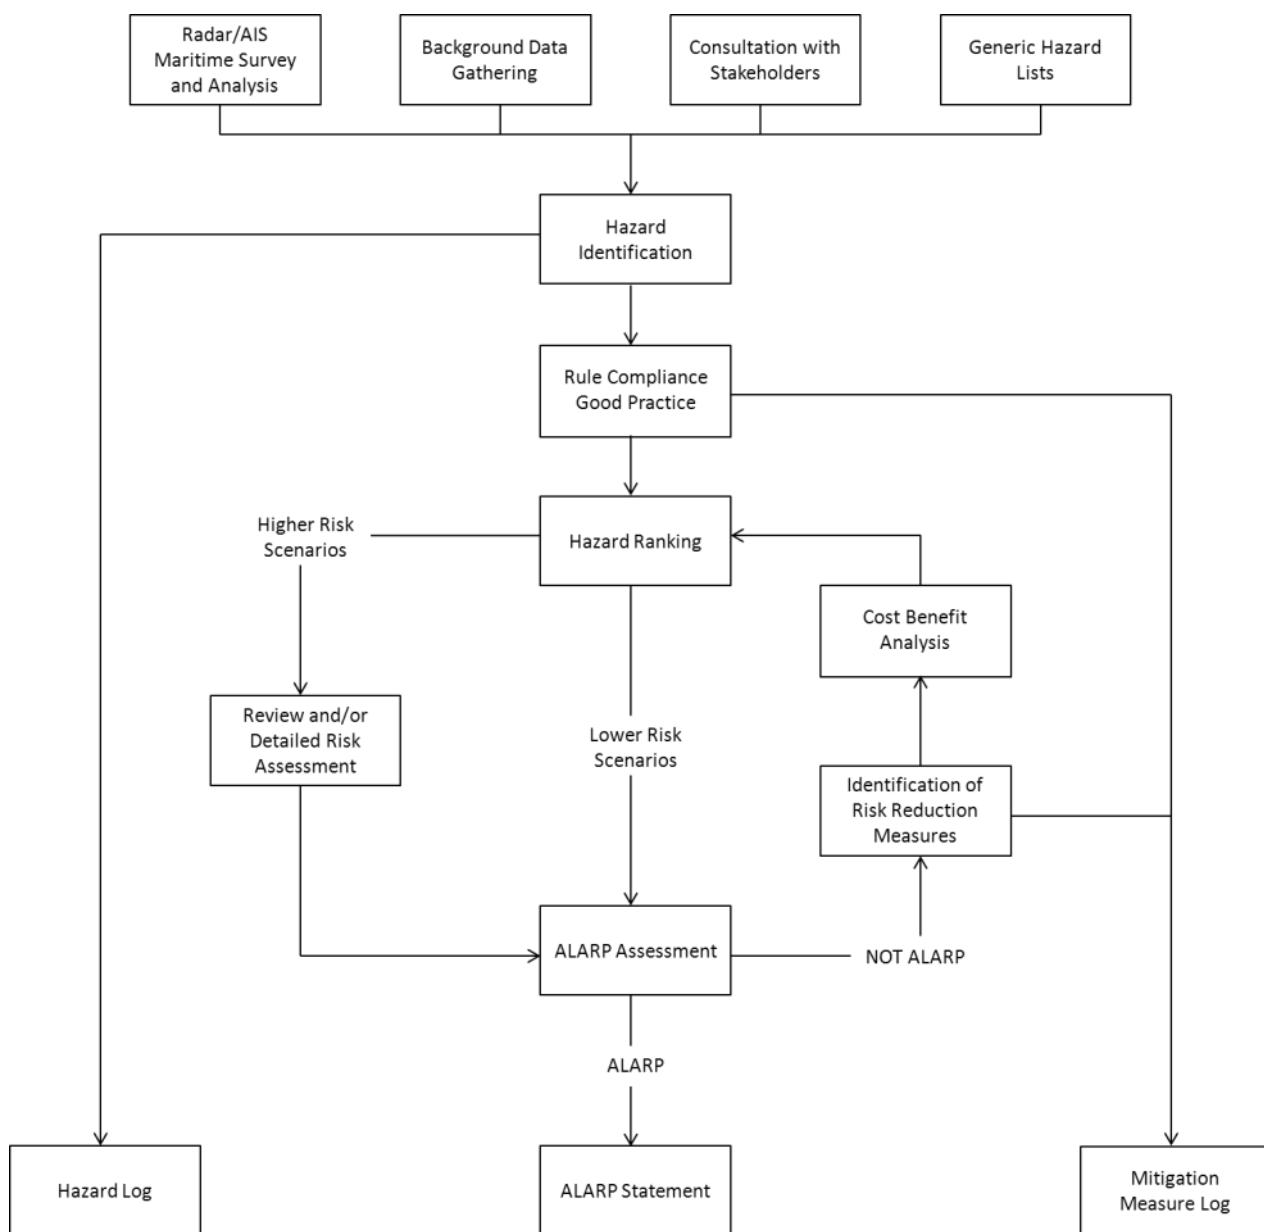 Radar/AIS
Maritime Survey
and Analysis
Background Data
Gathering
Consultation with
Stakeholders
Generic Hazard
Lists
Hazard
Identification
Rule Compliance
Good Practice
Higher Risk
Scenarios
Hazard Ranking
Cost Benefit
Analysis
Review and/or
Detailed Risk
Assessment
Lower Risk
Scenarios
Identification of
Risk Reduction
Measures
ALARP Assessment
NOT ALARP
ALARP
Hazard Log
ALARP Statement
Mitigation
Measure Log